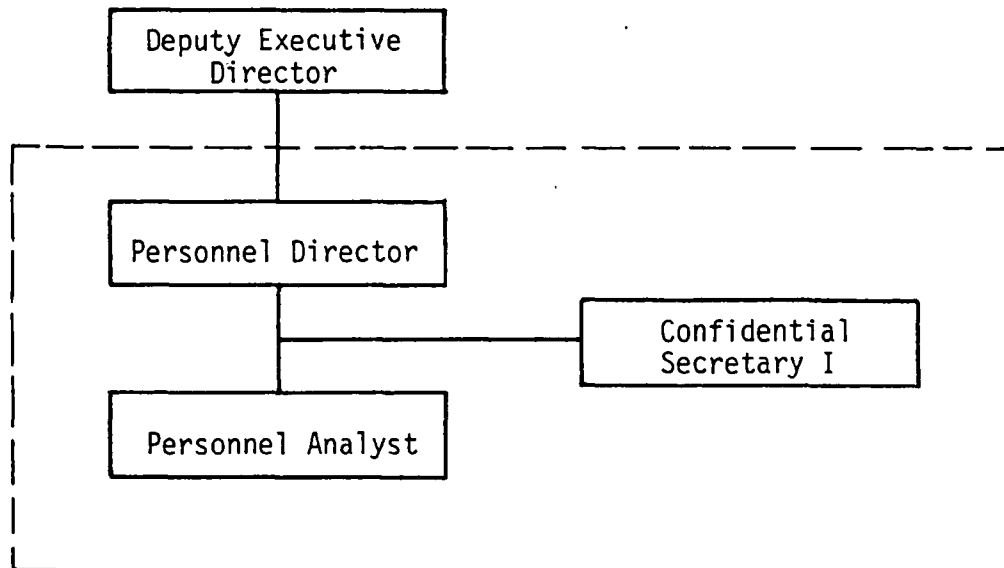 Deputy Executive
Director
Personnel Director
Confidential
Secretary I
Personnel Analyst